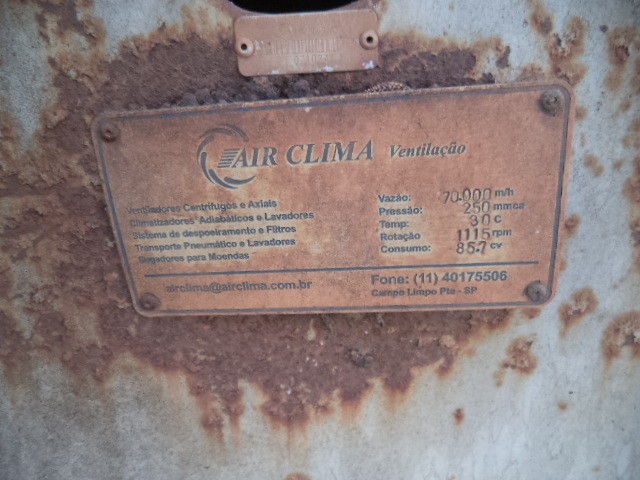 AIR CLIMA Ventilação
Ventiladores Centrífugos e Axiais
Climatizadores Adiabáticos e Lavadores
Sistema de despoeiramento e Filtros
Transporte Pneumático e Lavadores
para Moendas
Vazão: 70.000 m/h
Pressão: 250 mmca
Temp: 30 C
Rotação 1115 rpm
Consumo: 85.7 cv
airclima@airclima.com.br
Fone: (11) 40175506
Campo Limpo Pta - SP